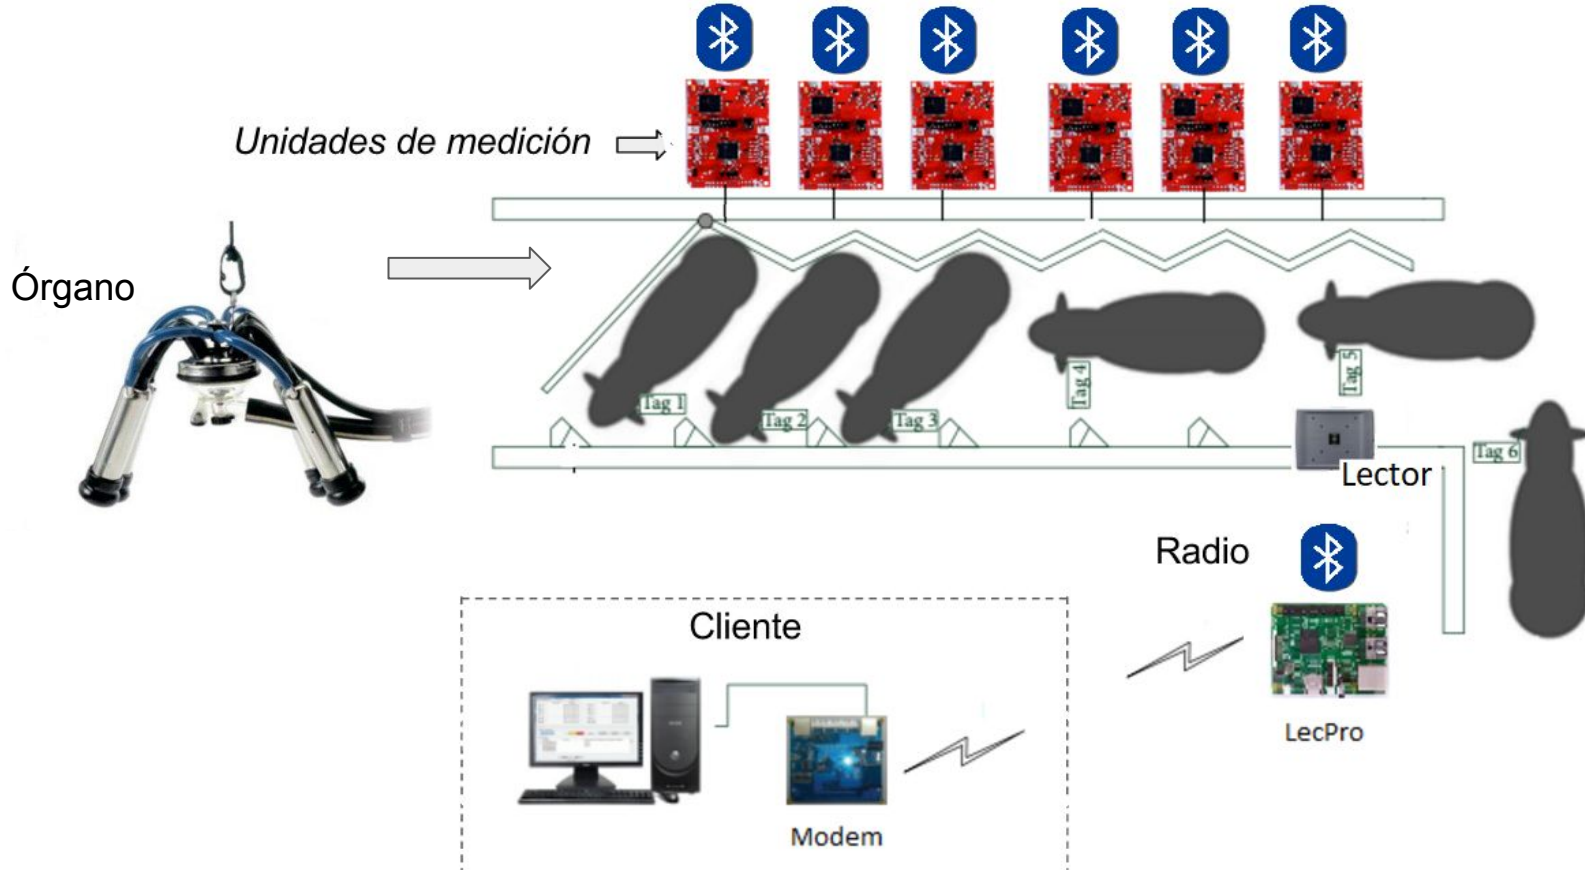 Unidades de medición
Órgano
Tag 1
Tag 2
Tag 3
Tag 4
Tag 5
Tag 6
Lector
Radio
LecPro
Cliente
Modem